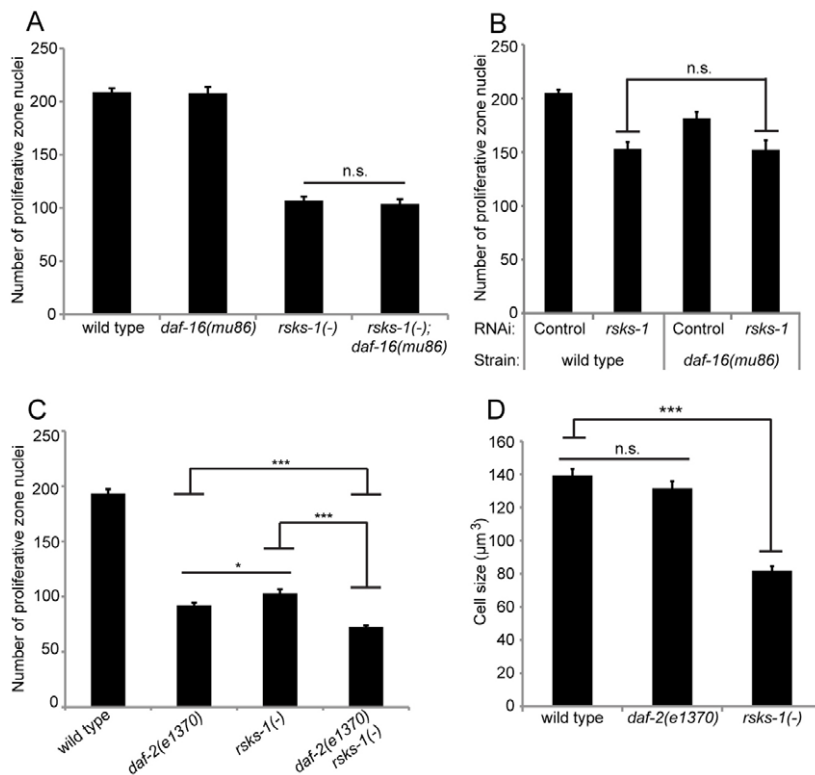 A
Number of proliferative zone nuclei
250
200
150
100
50
0
n.s.
wild type
daf-16(mu86)
rsks-1(-)
rsks-1(-);
daf-16(mu86)
B
Number of proliferative zone nuclei
250
200
150
100
50
0
n.s.
RNAi: Control rsks-1 Control rsks-1
Strain: wild type daf-16(mu86)
C
Number of proliferative zone nuclei
250
200
150
100
50
0
***
***
*
wild type
daf-2(e1370)
rsks-1(-)
daf-2(e1370)
rsks-1(-)
D
Cell size (µm³)
160
140
120
100
80
60
40
20
0
***
n.s.
wild type
daf-2(e1370)
rsks-1(-)